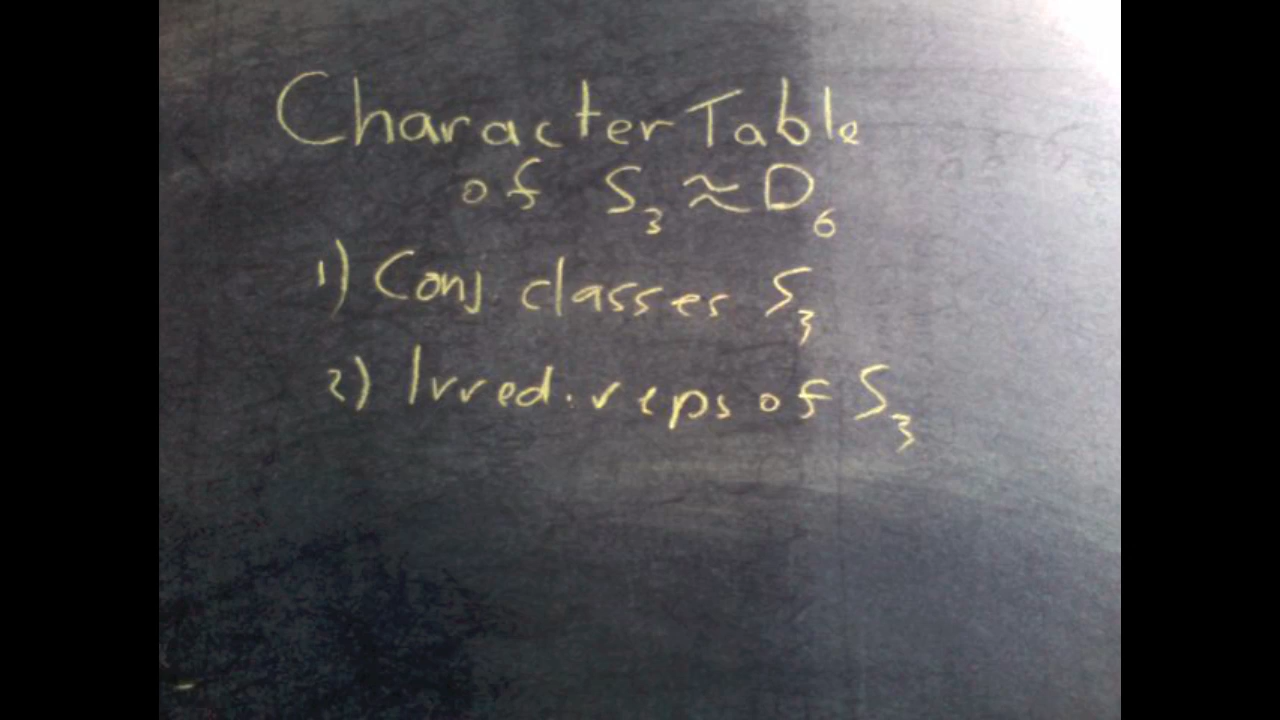 Character Table
of S₃ ≈ D₆
1) Conj. classes S₃
2) Irred. reps of S₃